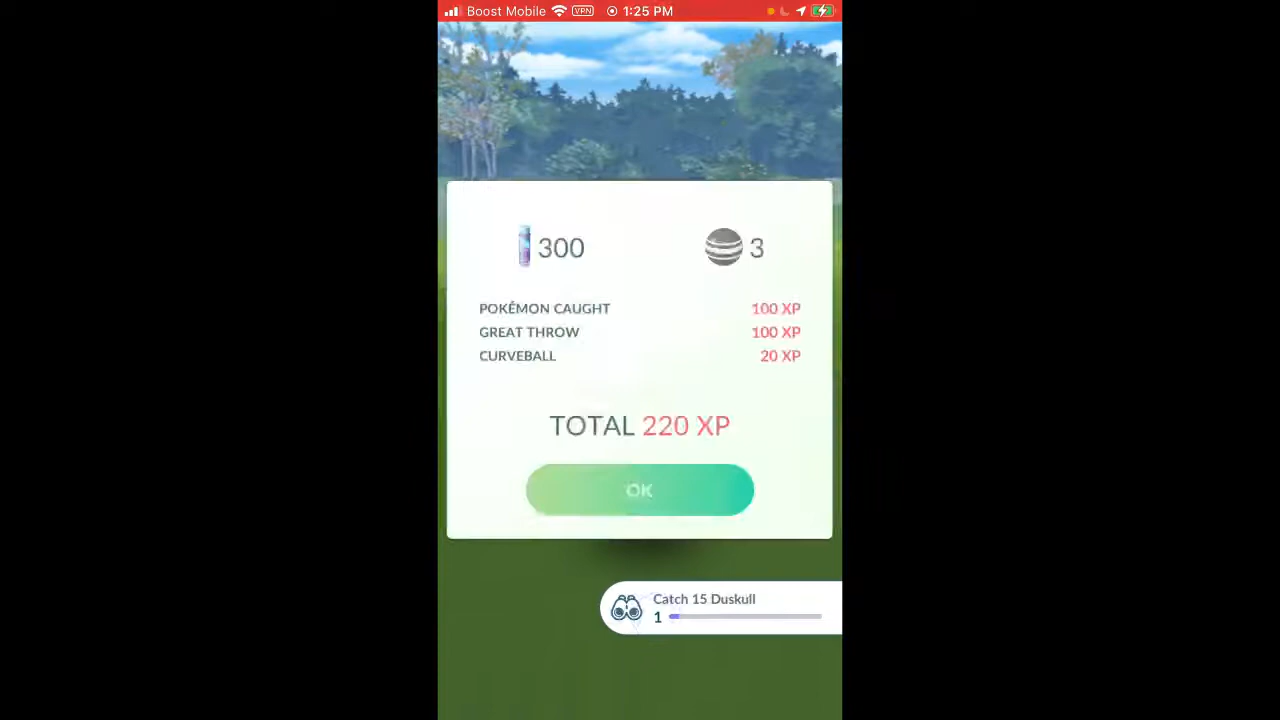 Boost Mobile VPN 1:25 PM
300 3
POKÉMON CAUGHT 100 XP
GREAT THROW 100 XP
CURVEBALL 20 XP
TOTAL 220 XP
OK
Catch 15 Duskull
1